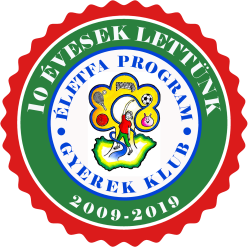 10 ÉVESEK LETTÜNK
ÉLETFA PROGRAM
GYEREK KLUB
2009-2019